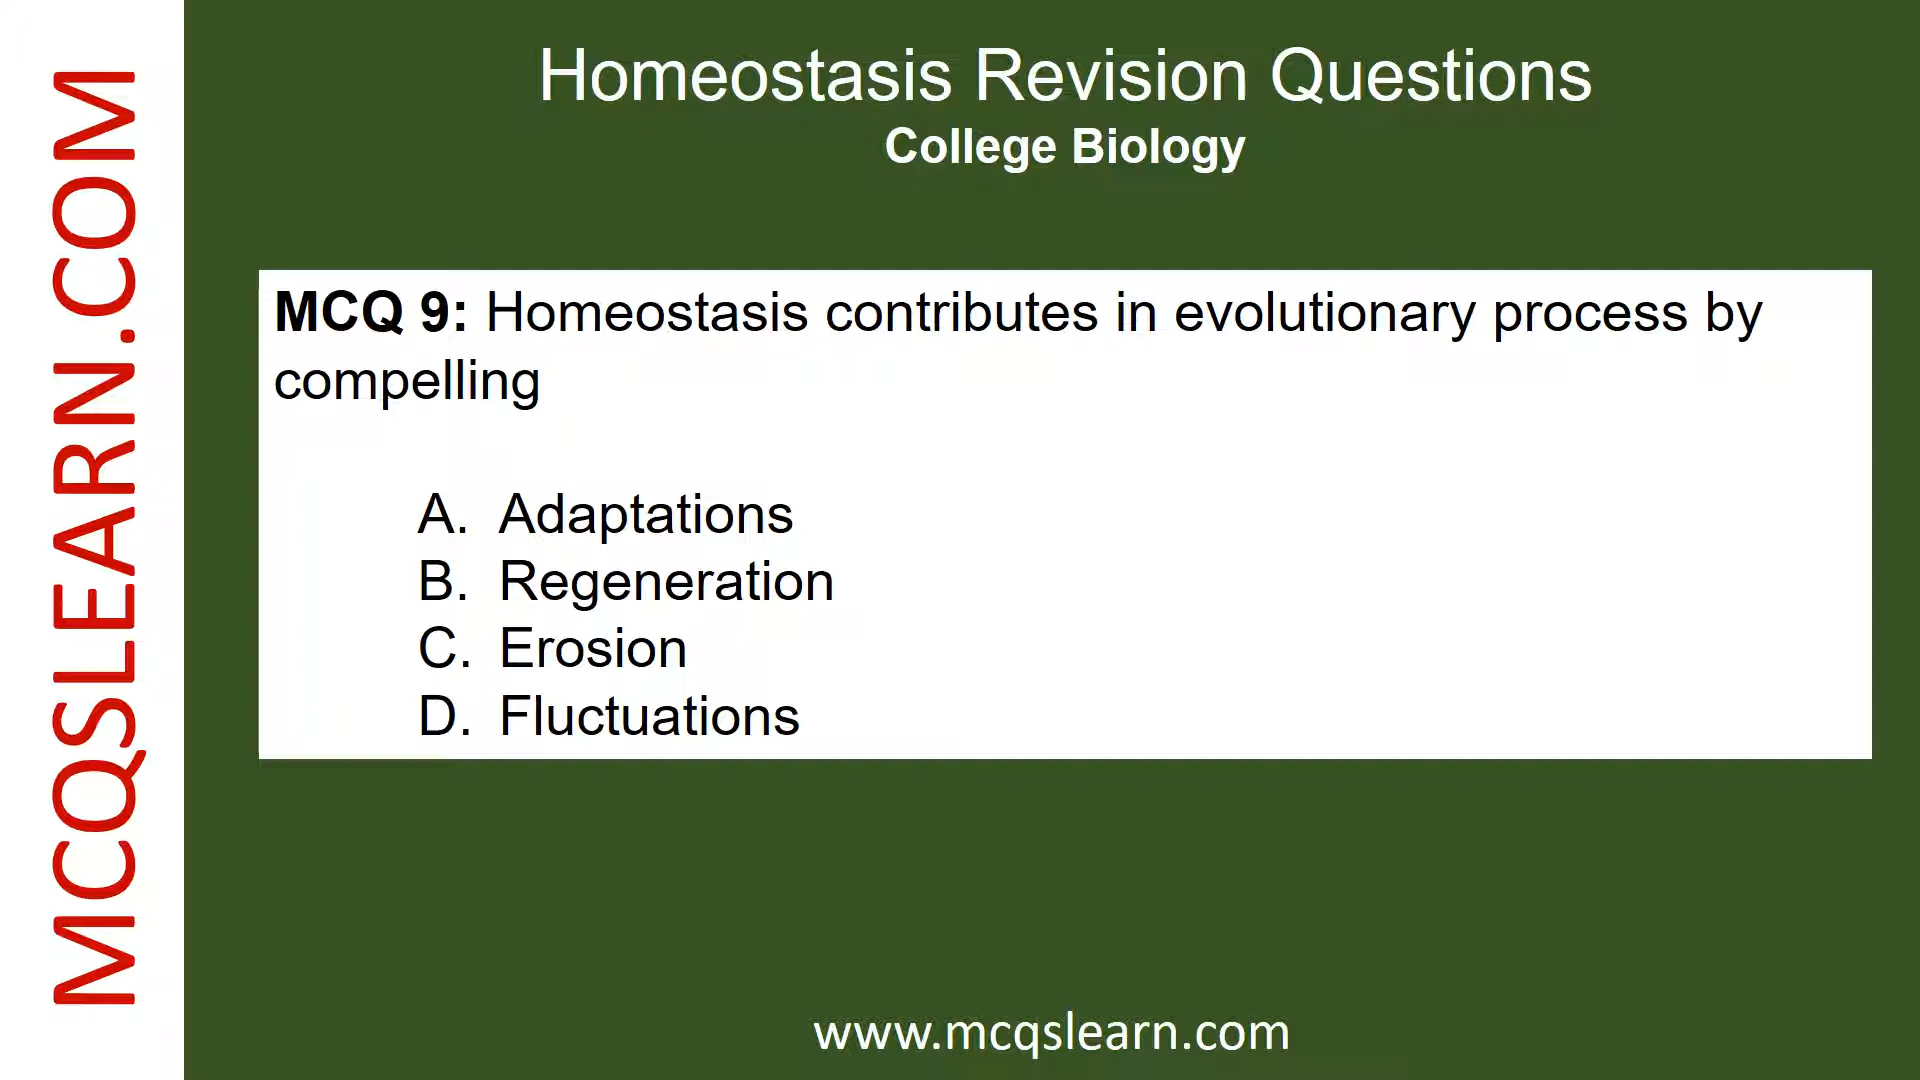 MCQSLEARN.COM
Homeostasis Revision Questions
College Biology
MCQ 9: Homeostasis contributes in evolutionary process by
compelling
A. Adaptations
B. Regeneration
C. Erosion
D. Fluctuations
www.mcqslearn.com